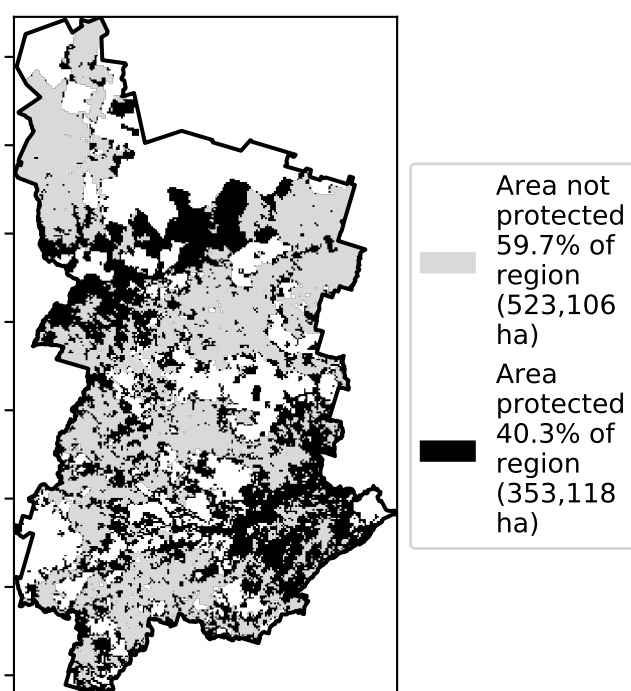 Area not
protected
59.7% of
region
(523,106
ha)
Area
protected
40.3% of
region
(353,118
ha)